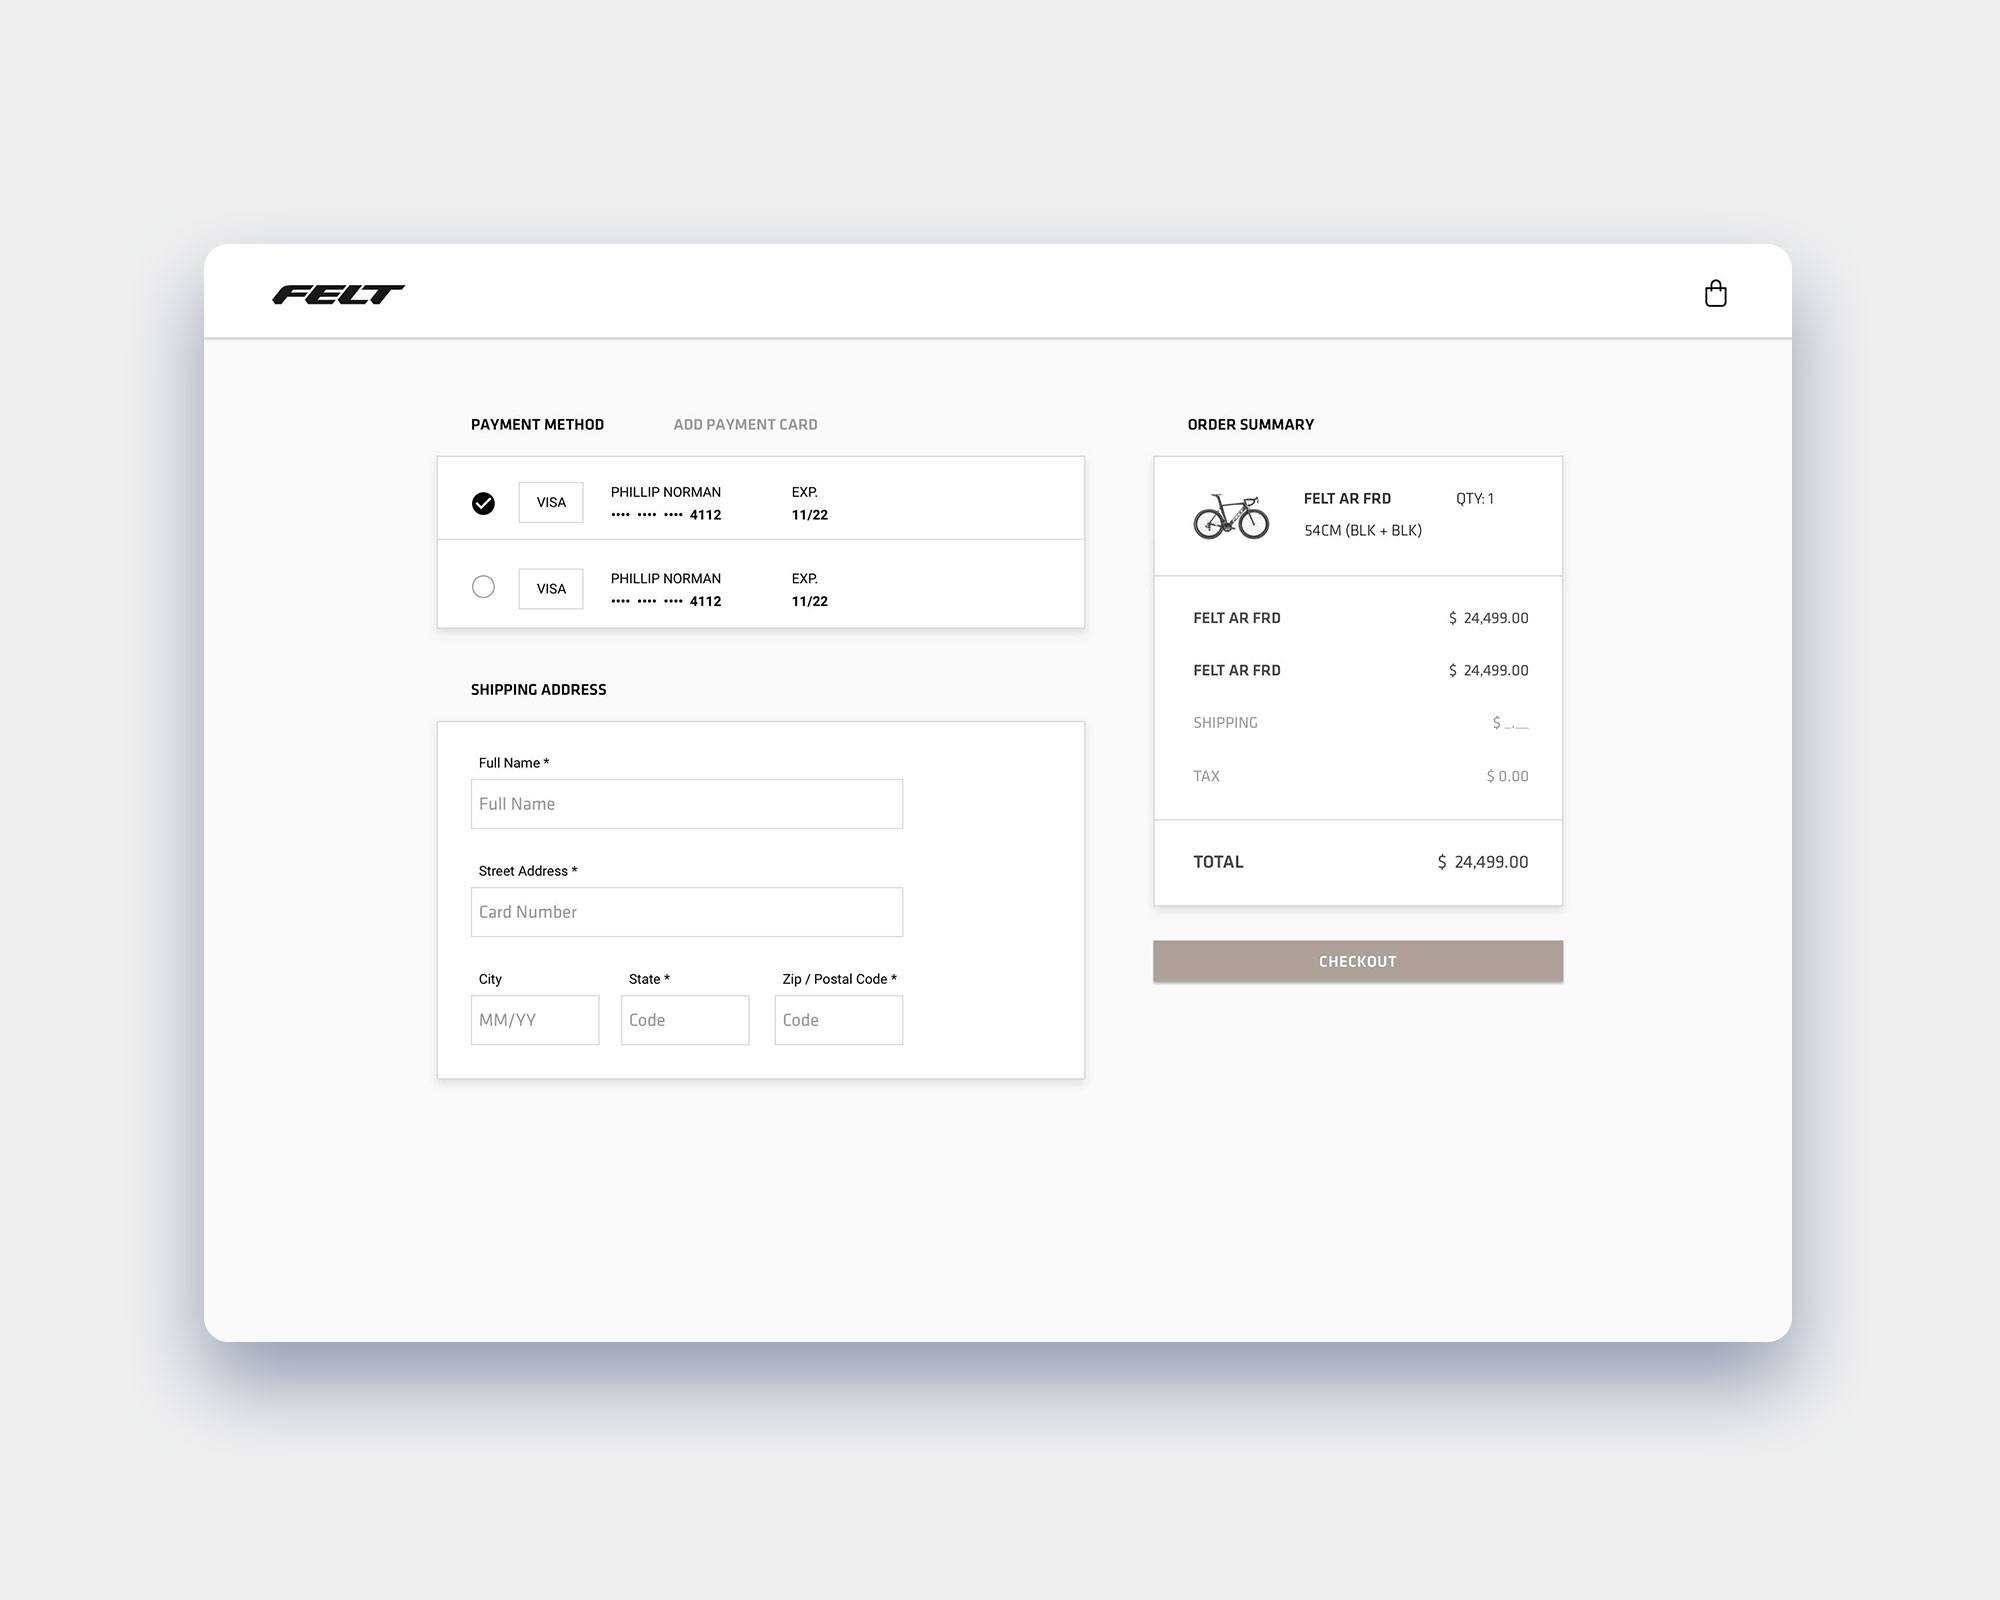 FELT
PAYMENT METHOD
ADD PAYMENT CARD
VISA
PHILLIP NORMAN
EXP.
•••• •••• •••• 4112
11/22
VISA
PHILLIP NORMAN
EXP.
•••• •••• •••• 4112
11/22
SHIPPING ADDRESS
Full Name *
Full Name
Street Address *
Card Number
City
State *
Zip / Postal Code *
MM/YY
Code
Code
ORDER SUMMARY
FELT AR FRD
QTY: 1
54CM (BLK + BLK)
FELT AR FRD
$ 24,499.00
FELT AR FRD
$ 24,499.00
SHIPPING
$ _.__
TAX
$ 0.00
TOTAL
$ 24,499.00
CHECKOUT